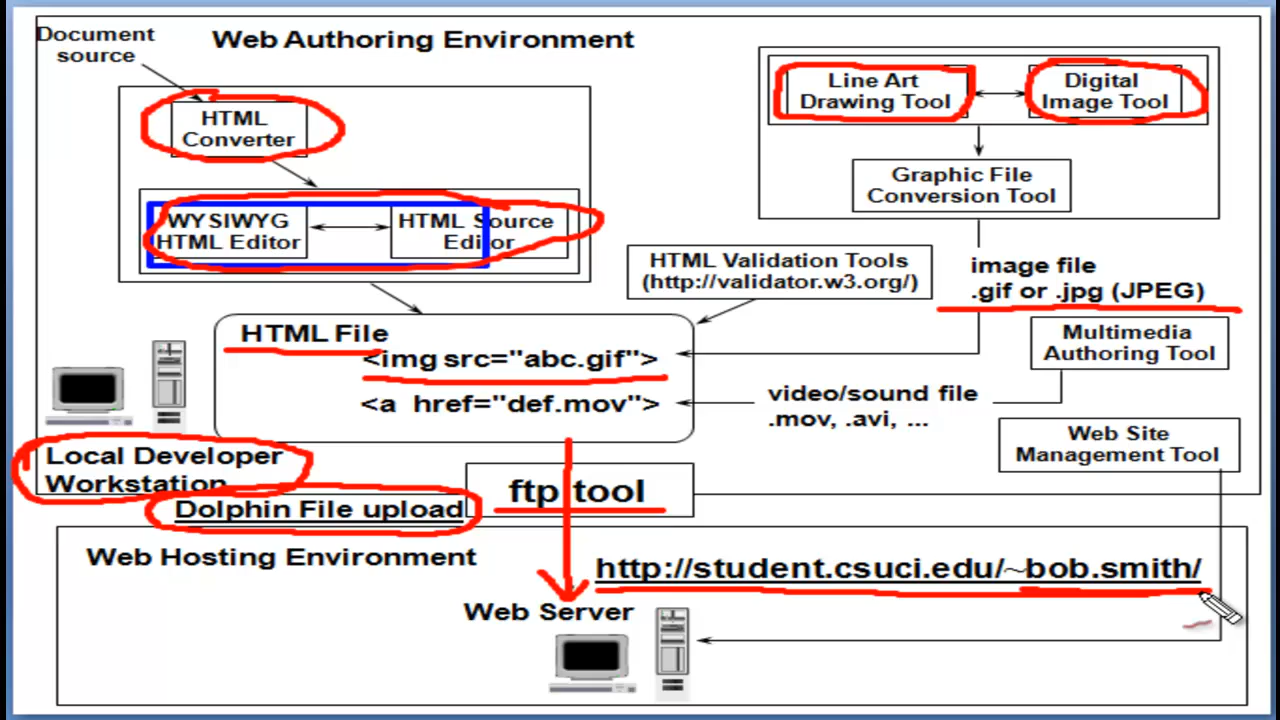 Document
source
Web Authoring Environment
HTML
Converter
WYSIWYG
HTML Editor
HTML Source
Editor
Line Art
Drawing Tool
Digital
Image Tool
Graphic File
Conversion Tool
HTML Validation Tools
(http://validator.w3.org/)
image file
.gif or .jpg (JPEG)
Multimedia
Authoring Tool
HTML File
<img src="abc.gif">
<a href="def.mov">
video/sound file
.mov, .avi, ...
Web Site
Management Tool
Local Developer
Workstation
Dolphin File upload
ftp tool
Web Hosting Environment
http://student.csuci.edu/~bob.smith/
Web Server